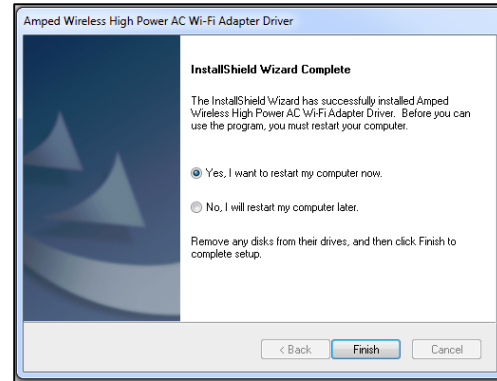 Amped Wireless High Power AC Wi-Fi Adapter Driver
InstallShield Wizard Complete
The InstallShield Wizard has successfully installed Amped
Wireless High Power AC Wi-Fi Adapter Driver. Before you can
use the program, you must restart your computer.
Yes, I want to restart my computer now.
No, I will restart my computer later.
Remove any disks from their drives, and then click Finish to
complete setup.
< Back Finish Cancel